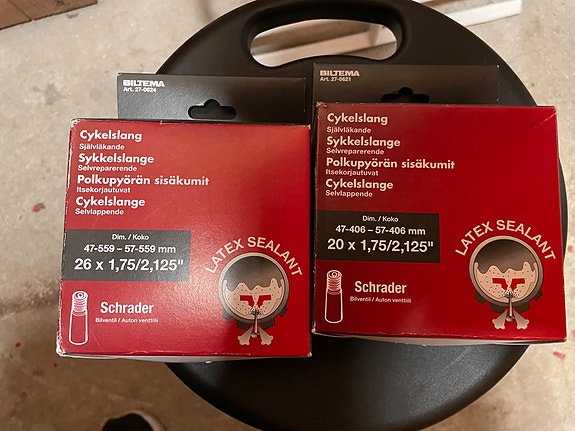 BILTEMA
Art. 27-0624
Cykelslang
Självläkande
Sykkelslange
Selvreparerende
Polkupyörän sisäkumit
Itsekorjautuvat
Cykelslange
Selvlappende
Dim. / Koko
47-559 – 57-559 mm
26 x 1,75/2,125"
LATEX SEALANT
Schrader
Bilventil / Auton venttiili
BILTEMA
Art. 27-0621
Cykelslang
Självläkande
Sykkelslange
Selvreparerende
Polkupyörän sisäkumit
Itsekorjautuvat
Cykelslange
Selvlappende
Dim. / Koko
47-406 – 57-406 mm
20 x 1,75/2,125"
LATEX SEALANT
Schrader
Bilventil / Auton venttiili